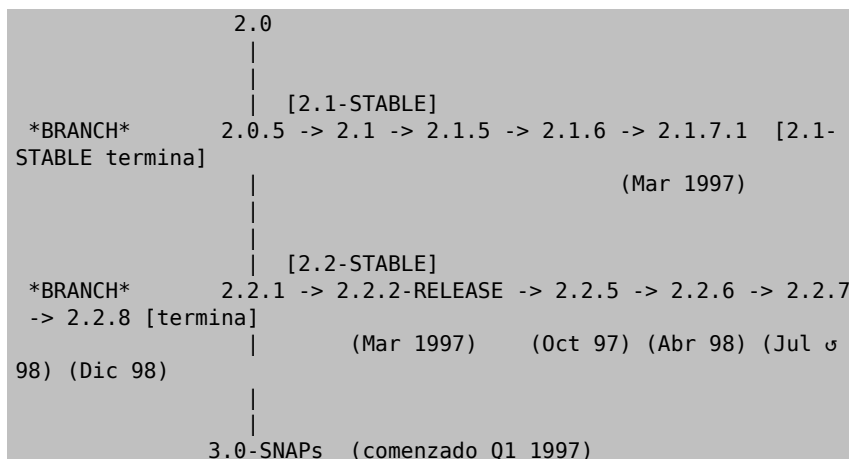 2.0
|
|
| [2.1-STABLE]
*BRANCH* 2.0.5 -> 2.1 -> 2.1.5 -> 2.1.6 -> 2.1.7.1 [2.1-
STABLE termina]
| (Mar 1997)
|
|
| [2.2-STABLE]
*BRANCH* 2.2.1 -> 2.2.2-RELEASE -> 2.2.5 -> 2.2.6 -> 2.2.7
-> 2.2.8 [termina]
| (Mar 1997) (Oct 97) (Abr 98) (Jul ↺
98) (Dic 98)
|
|
3.0-SNAPs (comenzado Q1 1997)